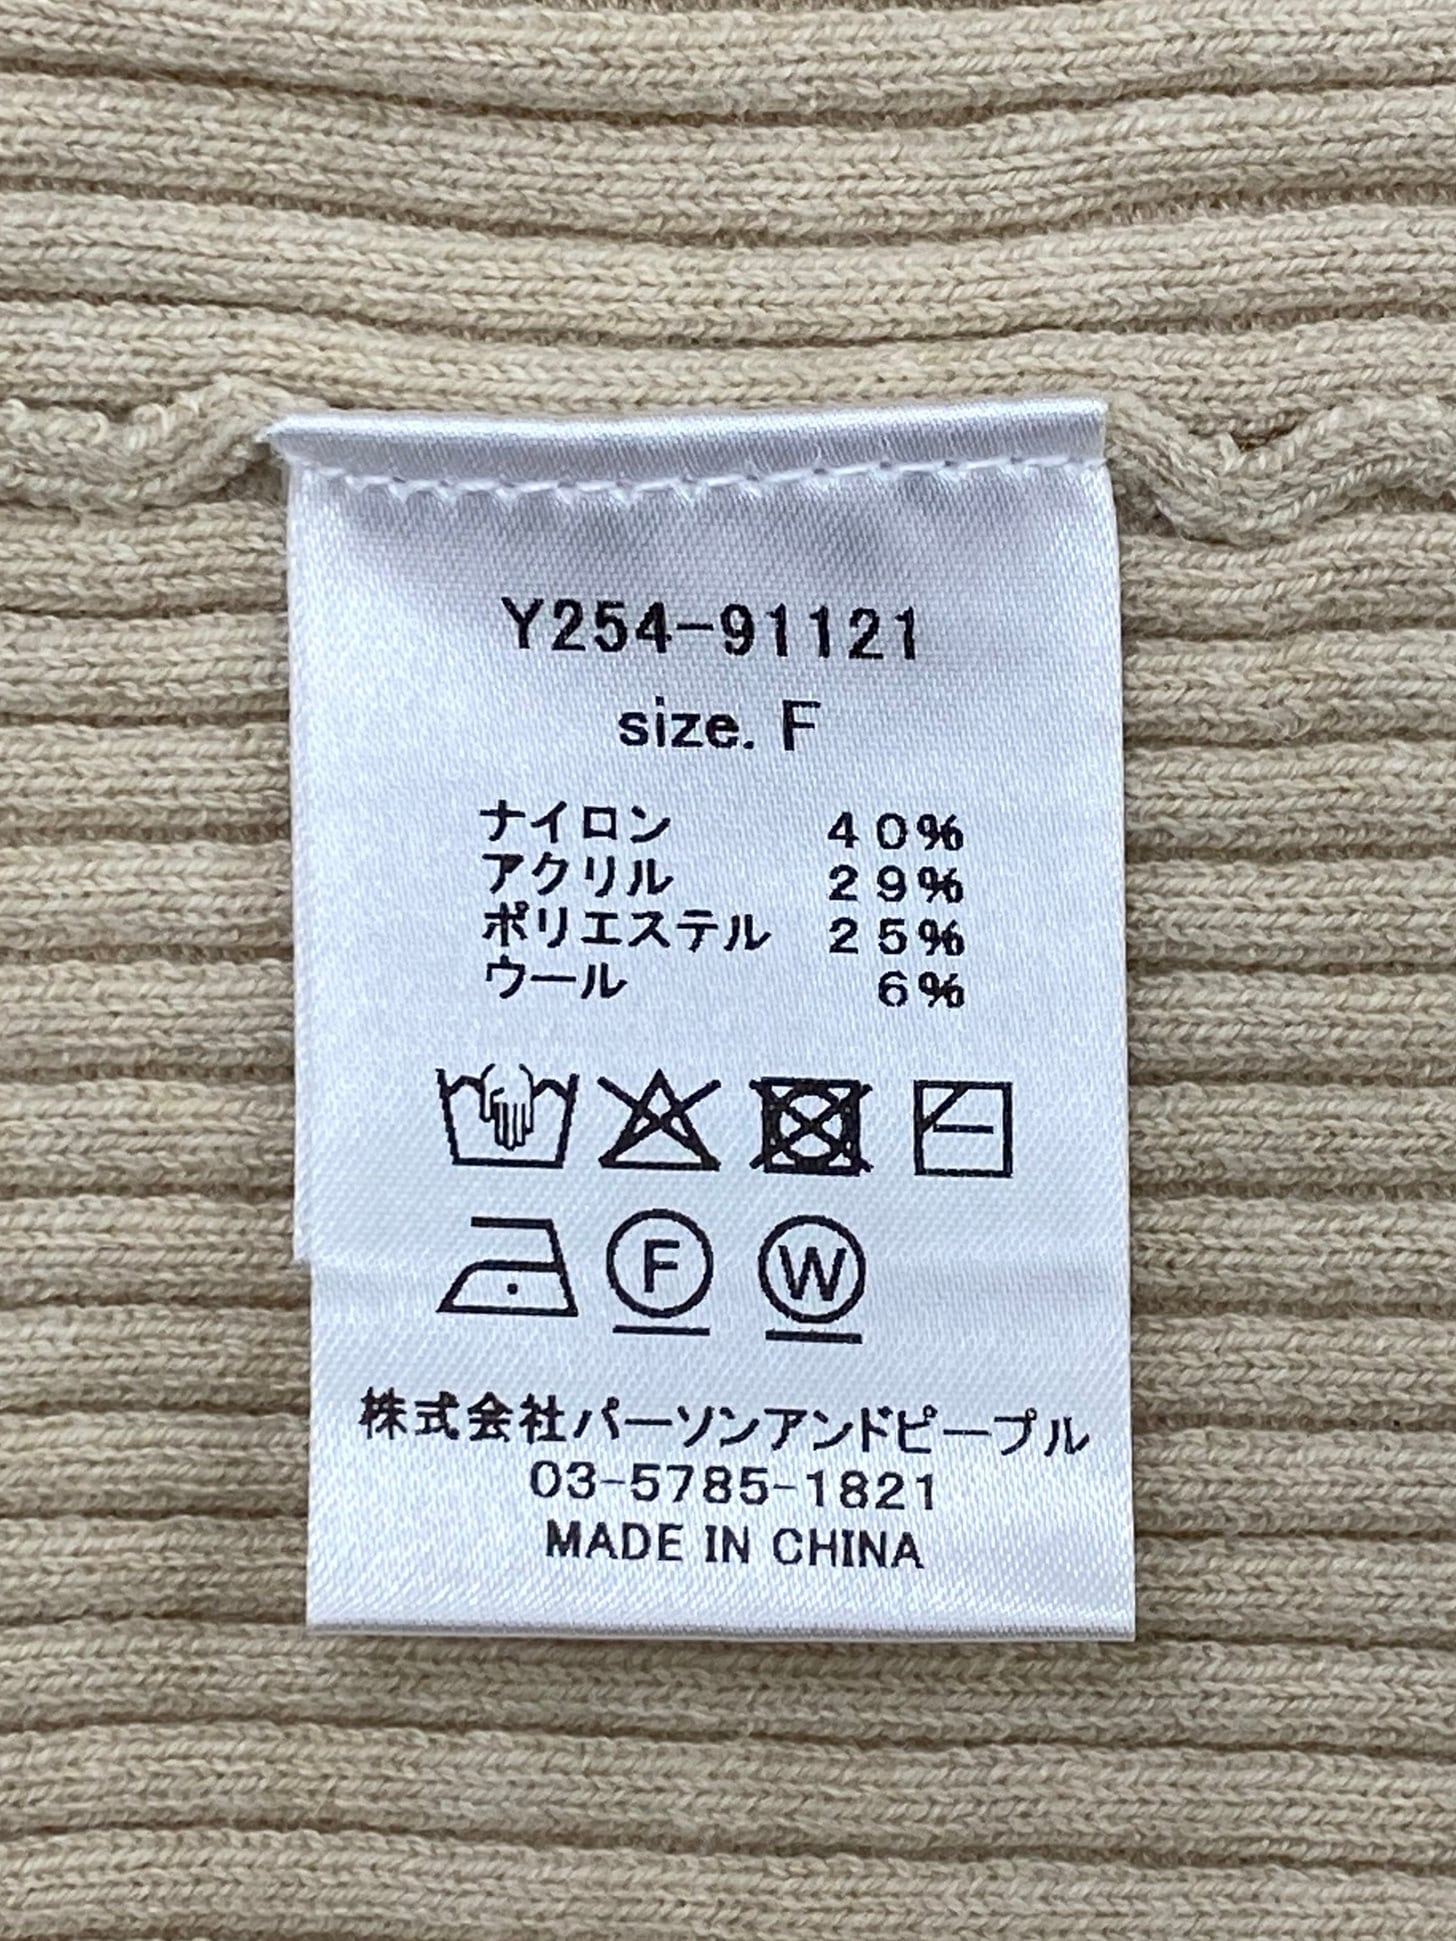 Y254-91121
size. F
ナイロン 40%
アクリル 29%
ポリエステル 25%
ウール 6%
F W
株式会社パーソンアンドピープル
03-5785-1821
MADE IN CHINA